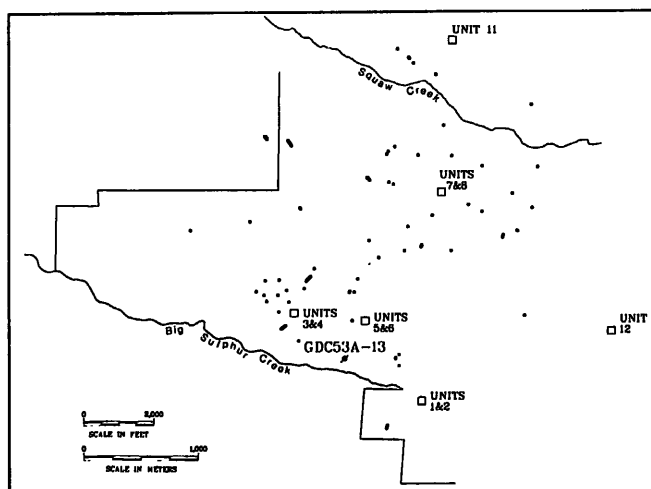 UNIT 11
Squaw Creek
UNITS
7&8
UNITS
3&4
UNITS
5&6
UNIT
12
Big Sulphur Creek
GDC53A-13
UNITS
1&2
0 2,000
SCALE IN FEET
0 1,000
SCALE IN METERS